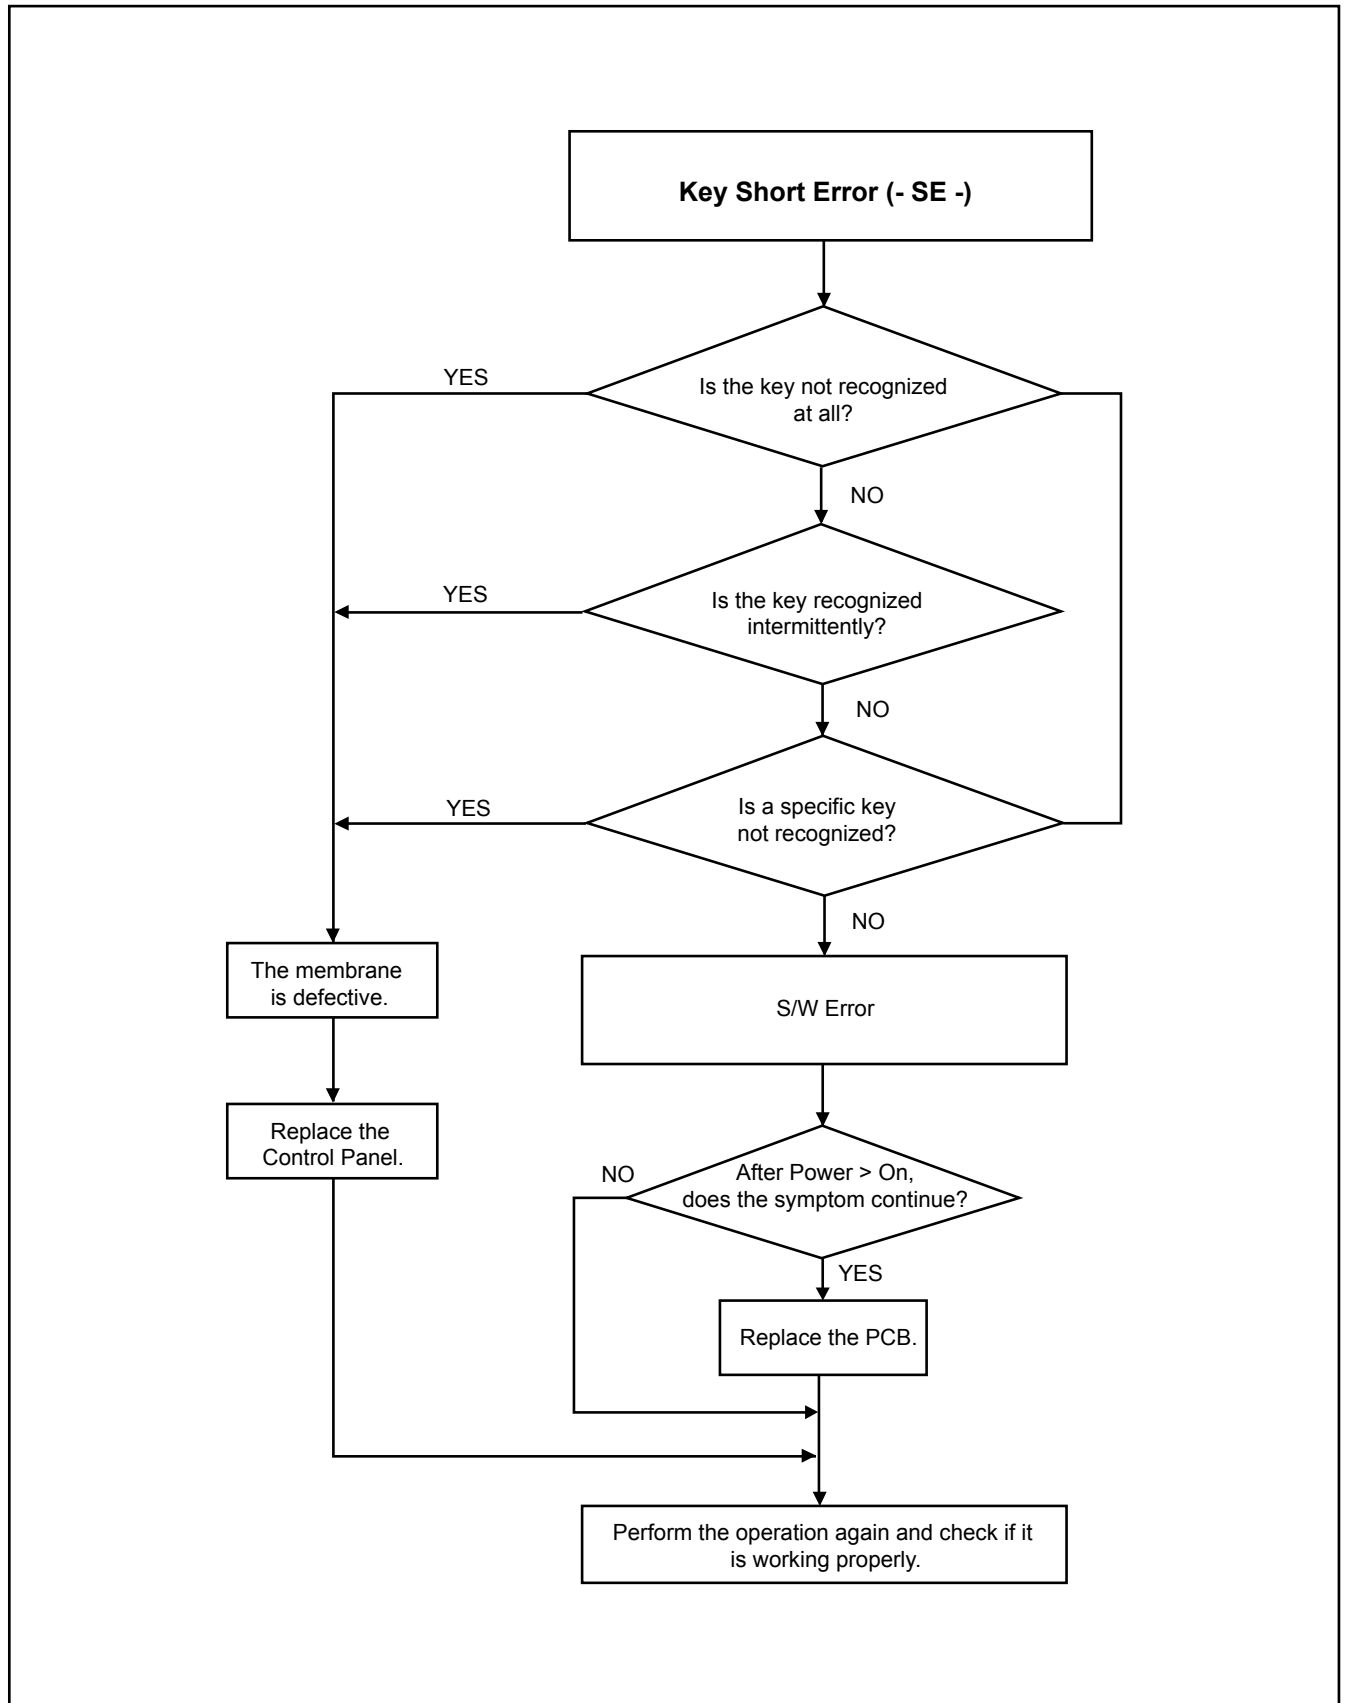 Key Short Error (- SE -)
YES
Is the key not recognized
at all?
NO
YES
Is the key recognized
intermittently?
NO
YES
Is a specific key
not recognized?
NO
The membrane
is defective.
S/W Error
Replace the
Control Panel.
NO
After Power > On,
does the symptom continue?
YES
Replace the PCB.
Perform the operation again and check if it
is working properly.